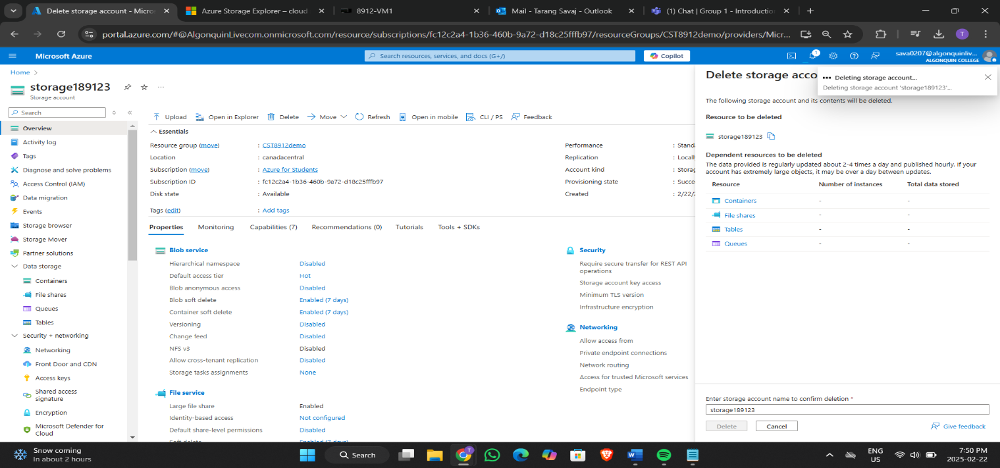 Delete storage account - Micro
Azure Storage Explorer – cloud
8912-VM1
Mail - Tarang Savaj - Outlook
(1) Chat | Group 1 - Introduction
portal.azure.com/#@AlgonquinLivecom.onmicrosoft.com/resource/subscriptions/fc12c2a4-1b36-460b-9a72-d18c25fffb97/resourceGroups/CST8912demo/providers/Micr...
T
Microsoft Azure
Search resources, services, and docs (G+/)
Copilot
1
sava0207@algonquinliv...
ALGONQUIN COLLEGE
Home >
storage189123
Storage account
Search
Overview
Activity log
Tags
Diagnose and solve problems
Access Control (IAM)
Data migration
Events
Storage browser
Storage Mover
Partner solutions
Data storage
Containers
File shares
Queues
Tables
Security + networking
Networking
Front Door and CDN
Access keys
Shared access
signature
Encryption
Microsoft Defender for
Cloud
Upload Open in Explorer Delete Move Refresh Open in mobile CLI / PS Feedback
Essentials
Resource group (move) : CST8912demo
Location : canadacentral
Subscription (move) : Azure for Students
Subscription ID : fc12c2a4-1b36-460b-9a72-d18c25fffb97
Disk state : Available
Tags (edit) : Add tags
Performance : Stand
Replication : Locall
Account kind : Storag
Provisioning state : Succe
Created : 2/22/
Properties Monitoring Capabilities (7) Recommendations (0) Tutorials Tools + SDKs
Blob service
Hierarchical namespace Disabled
Default access tier Hot
Blob anonymous access Disabled
Blob soft delete Enabled (7 days)
Container soft delete Enabled (7 days)
Versioning Disabled
Change feed Disabled
NFS v3 Disabled
Allow cross-tenant replication Disabled
Storage tasks assignments None
File service
Large file share Enabled
Identity-based access Not configured
Default share-level permissions Disabled
Soft delete Enabled (7 days)
Security
Require secure transfer for REST API
operations
Storage account key access
Minimum TLS version
Infrastructure encryption
Networking
Allow access from
Private endpoint connections
Network routing
Access for trusted Microsoft services
Endpoint type
Delete storage acco
Deleting storage account...
Deleting storage account 'storage189123'...
The following storage account and its contents will be deleted.
Resource to be deleted
storage189123
Dependent resources to be deleted
The data provided is regularly updated about 2-4 times a day and published hourly. If your
account has extremely large objects, it may be over a day between updates.
Resource Number of instances Total data stored
Containers - -
File shares - -
Tables - -
Queues - -
Enter storage account name to confirm deletion *
storage189123
Delete Cancel
Give feedback
Snow coming
In about 2 hours
Search
ENG
US
7:50 PM
2025-02-22